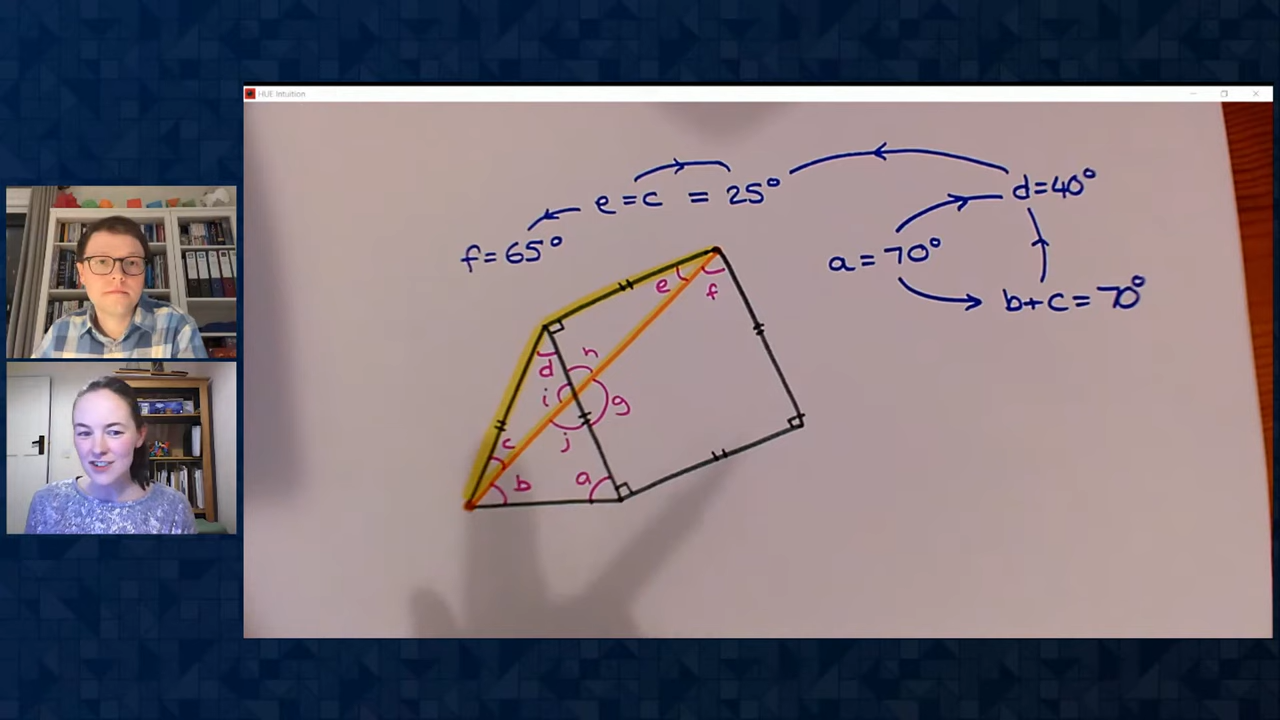 HUE Intuition
e = c = 25°
d = 40°
f = 65°
a = 70°
b + c = 70°
e
f
d
h
i
g
j
c
b
a